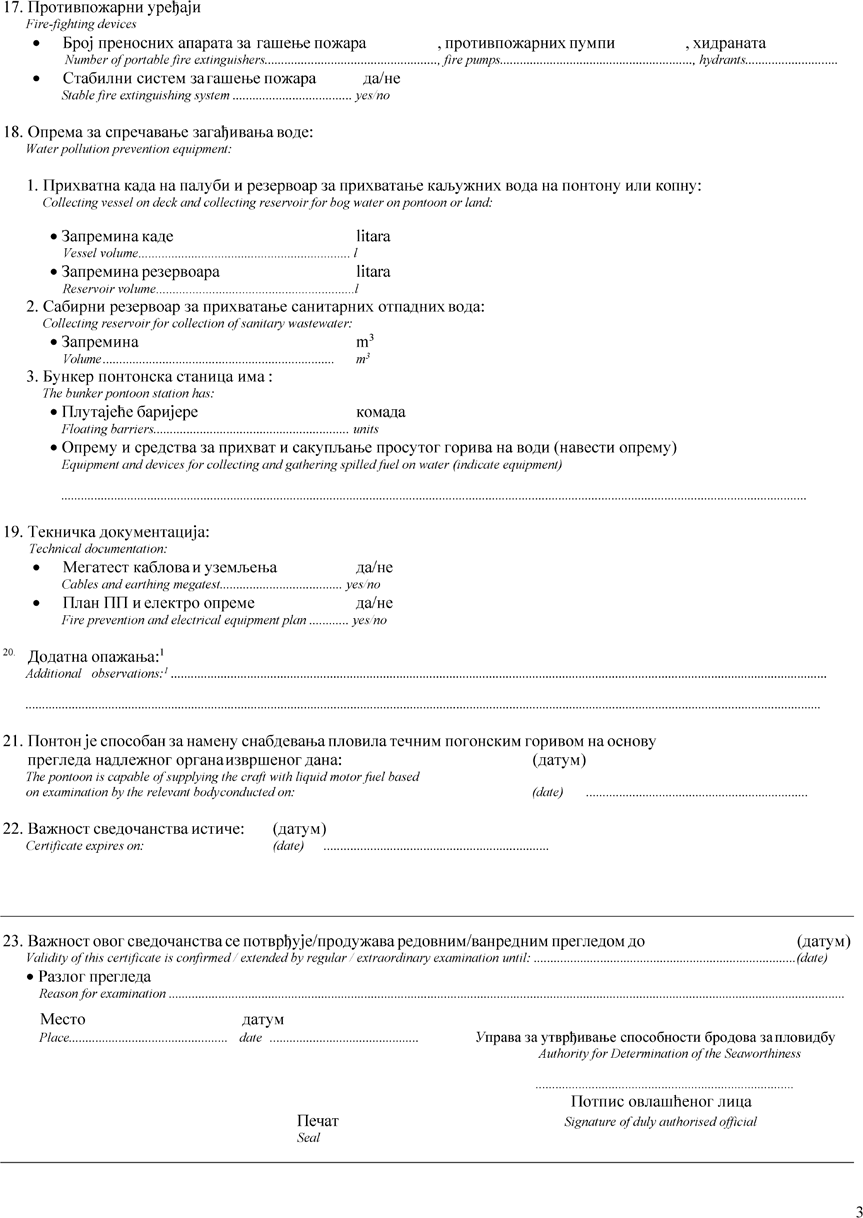 17. Противпожарни уређаји
Fire-fighting devices
• Број преносних апарата за гашење пожара , противпожарних пумпи , хидраната
Number of portable fire extinguishers...................................................., fire pumps.........................................................., hydrants............................
• Стабилни систем за гашење пожара да/не
Stable fire extinguishing system .................................... yes/no
18. Опрема за спречавање загађивања воде:
Water pollution prevention equipment:
1. Прихватна када на палуби и резервоар за прихватање каљужних вода на понтону или копну:
Collecting vessel on deck and collecting reservoir for bog water on pontoon or land:
• Запремина каде litara
Vessel volume................................................................ l
• Запремина резервоара litara
Reservoir volume............................................................l
2. Сабирни резервоар за прихватање санитарних отпадних вода:
Collecting reservoir for collection of sanitary wastewater:
• Запремина m³
Volume...................................................................... m³
3. Бункер понтонска станица има :
The bunker pontoon station has:
• Плутајеће баријере комада
Floating barriers........................................................... units
• Опрему и средства за прихват и сакупљање просутог горива на води (навести опрему)
Equipment and devices for collecting and gathering spilled fuel on water (indicate equipment)
..................................................................................................................................................................................................................................
19. Текничка документација:
Technical documentation:
• Мегатест каблова и уземљења да/не
Cables and earthing megatest..................................... yes/no
• План ПП и електро опреме да/не
Fire prevention and electrical equipment plan ............ yes/no
20. Додатна опажања:¹
Additional observations:¹ ......................................................................................................................................................................................................
..............................................................................................................................................................................................................................................
21. Понтон је способан за намену снабдевања пловила течним погонским горивом на основу
прегледа надлежног органа извршеног дана: (датум)
The pontoon is capable of supplying the craft with liquid motor fuel based
on examination by the relevant bodyconducted on: (date) ...................................................................
22. Важност сведочанства истиче: (датум)
Certificate expires on: (date) ....................................................................
23. Важност овог сведочанства се потврђује/продужава редовним/ванредним прегледом до (датум)
Validity of this certificate is confirmed / extended by regular / extraordinary examination until: ...............................................................................(date)
• Разлог прегледа
Reason for examination ............................................................................................................................................................................................................
Место датум
Place................................................ date .............................................
Управа за утврђивање способности бродова за пловидбу
Authority for Determination of the Seaworthiness
..............................................................................
Потпис овлашћеног лица
Печат Signature of duly authorised official
Seal
3